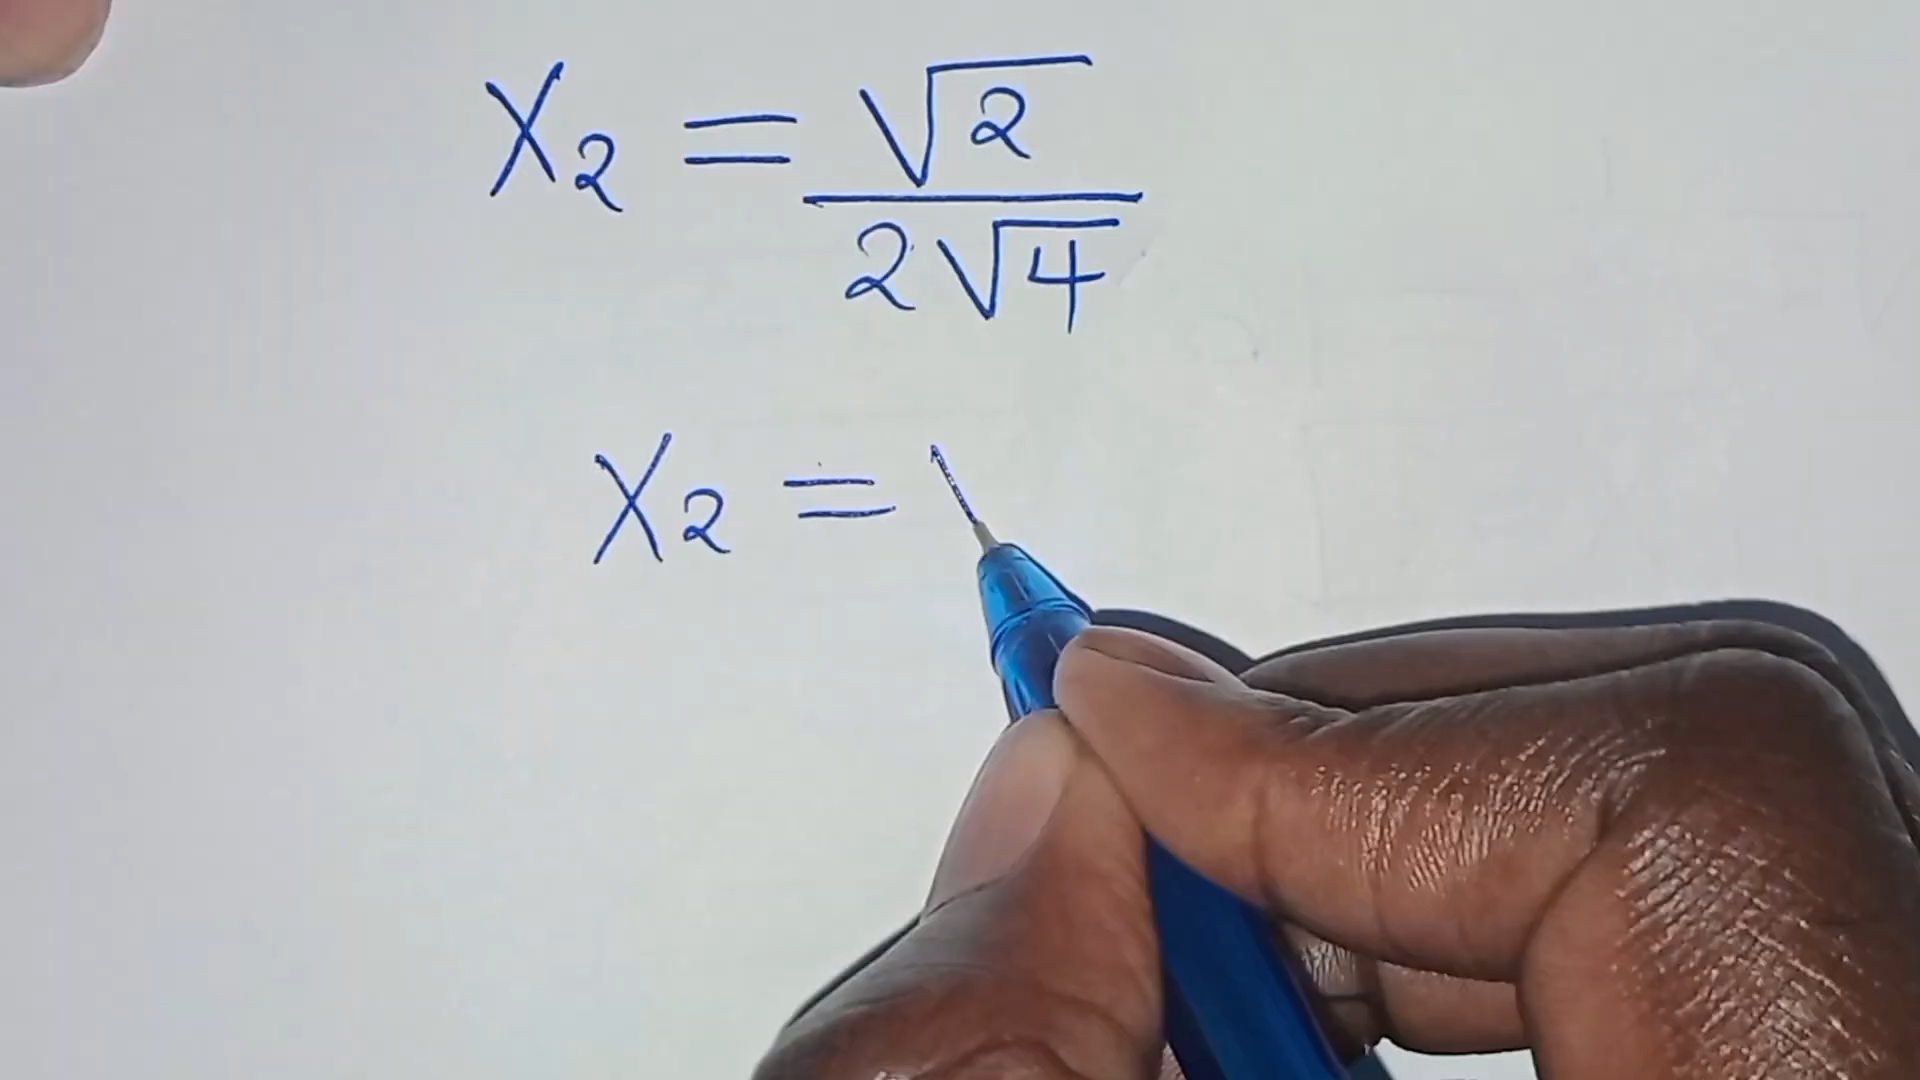 X₂ = √2 / 2√4
X₂ =